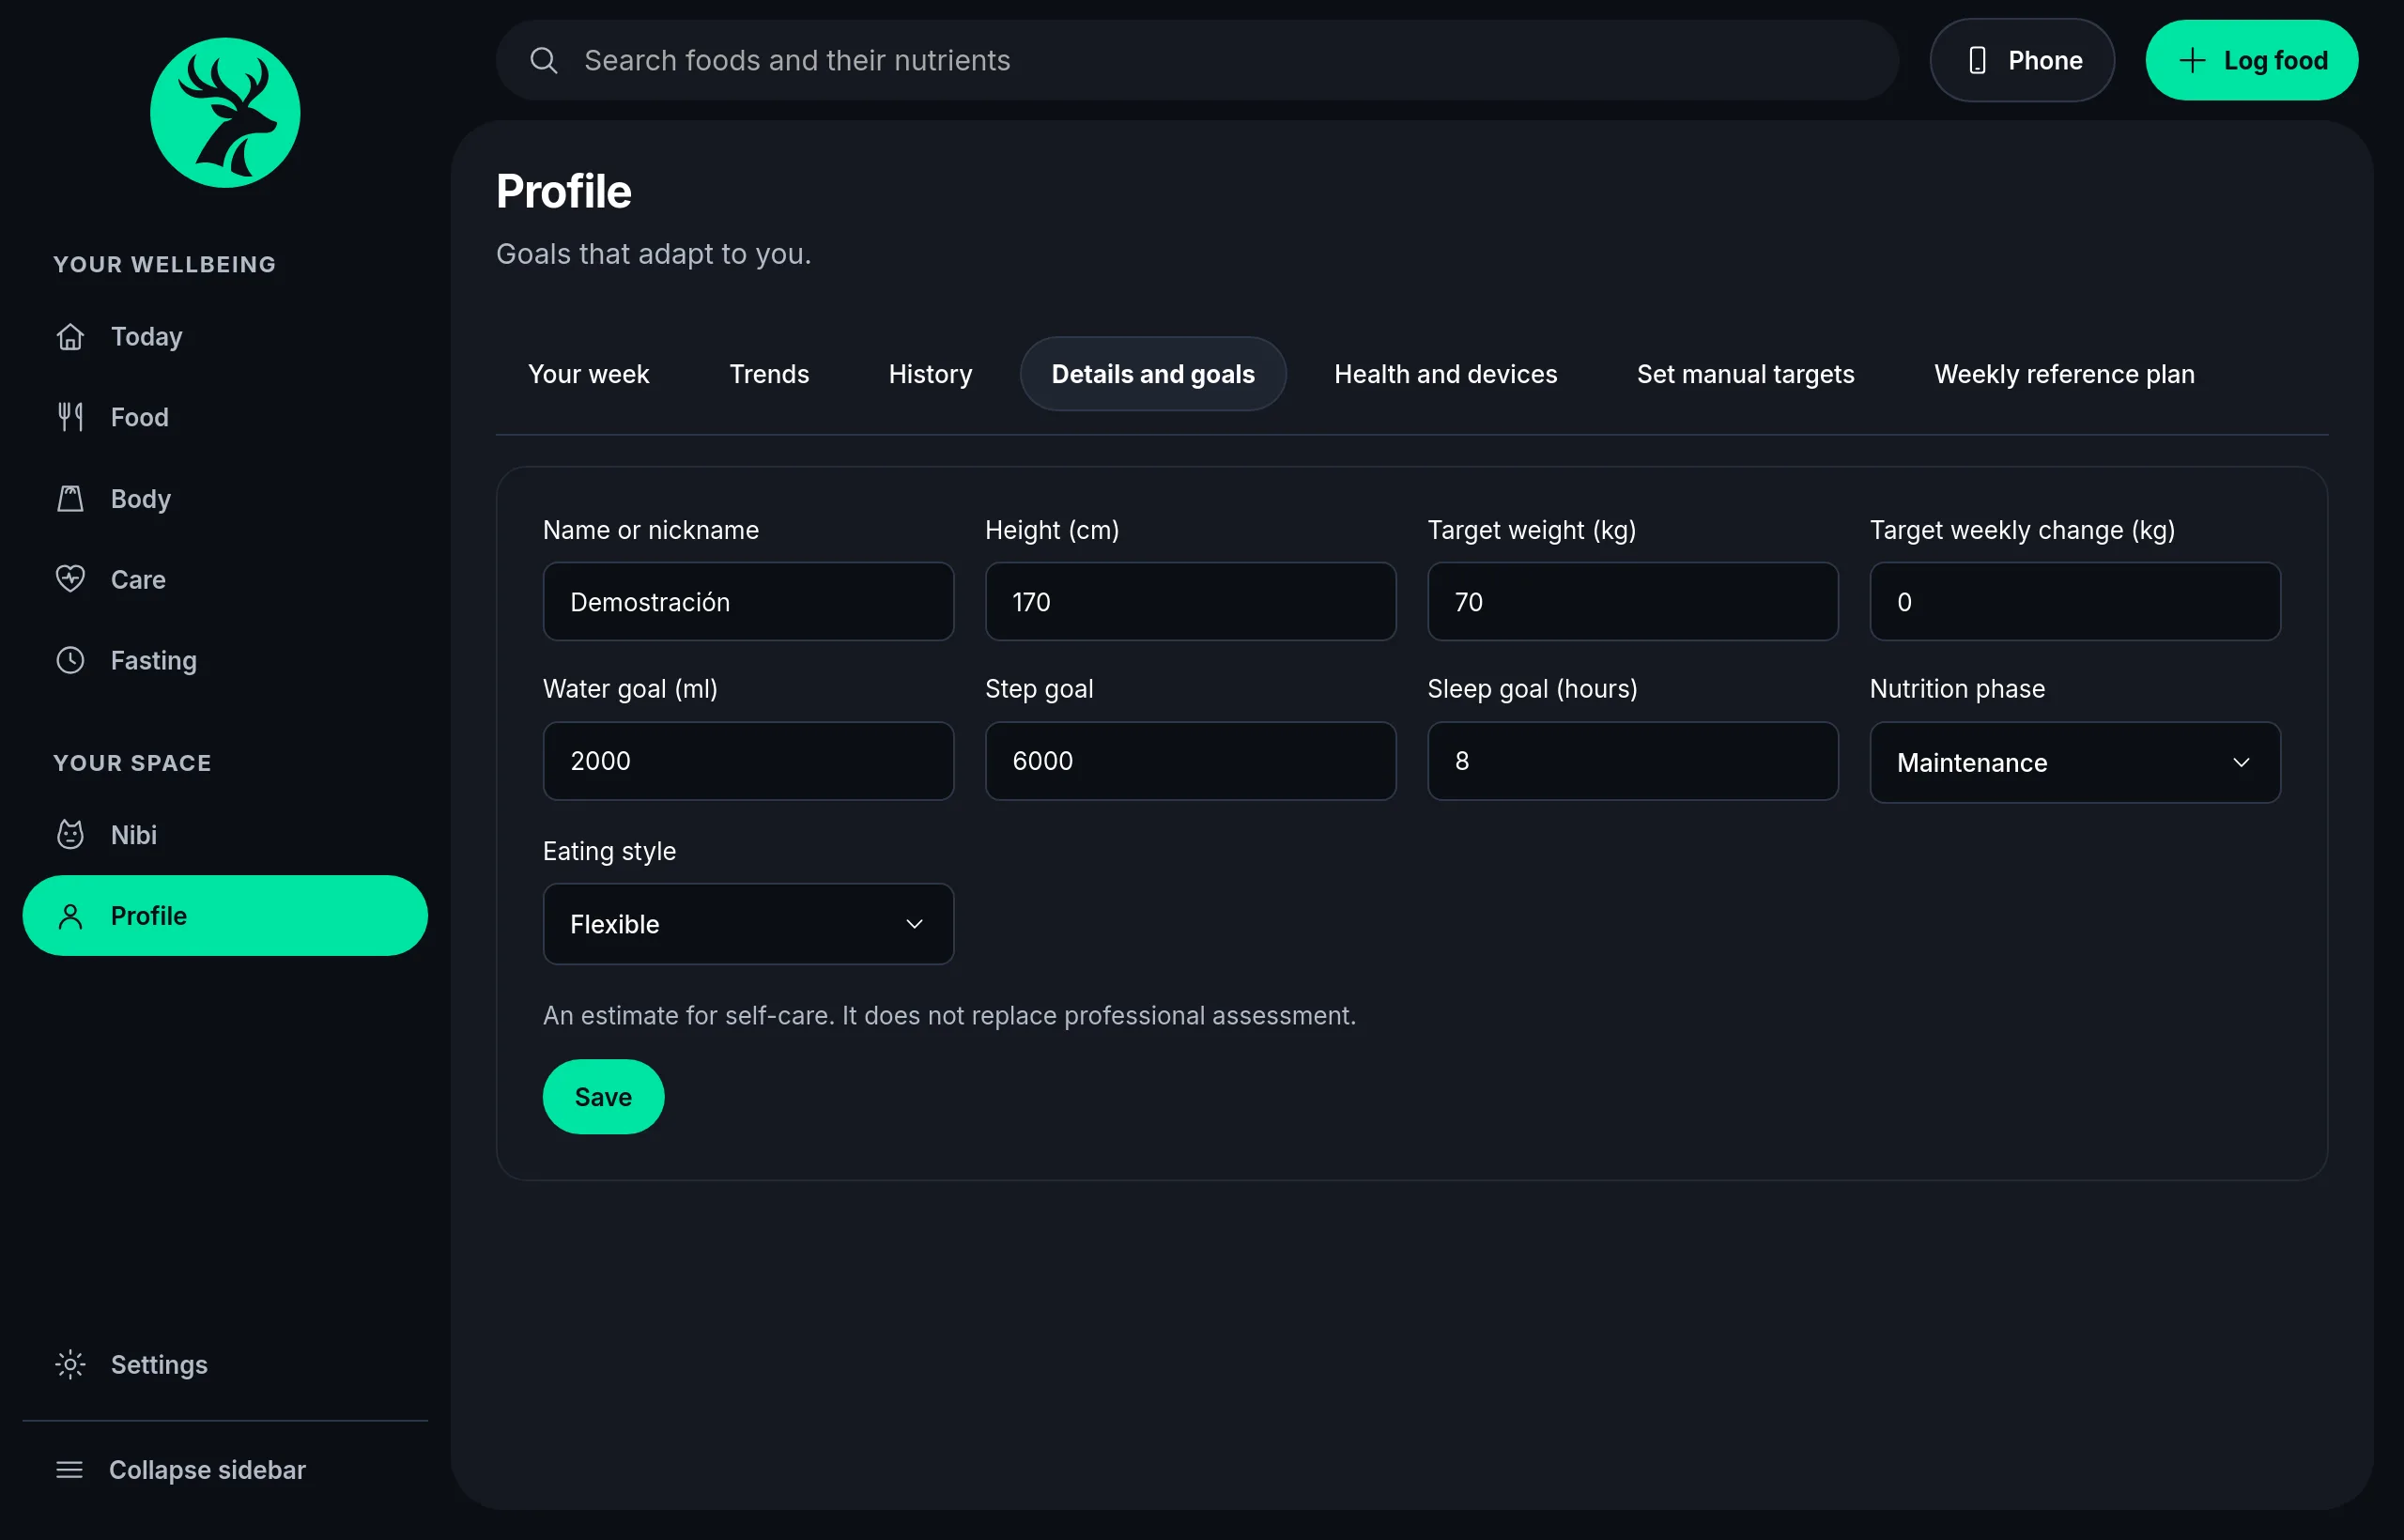 Search foods and their nutrients
Phone
Log food
YOUR WELLBEING
Today
Food
Body
Care
Fasting
YOUR SPACE
Nibi
Profile
Settings
Collapse sidebar
Profile
Goals that adapt to you.
Your week
Trends
History
Details and goals
Health and devices
Set manual targets
Weekly reference plan
Name or nickname
Demostración
Height (cm)
170
Target weight (kg)
70
Target weekly change (kg)
0
Water goal (ml)
2000
Step goal
6000
Sleep goal (hours)
8
Nutrition phase
Maintenance
Eating style
Flexible
An estimate for self-care. It does not replace professional assessment.
Save